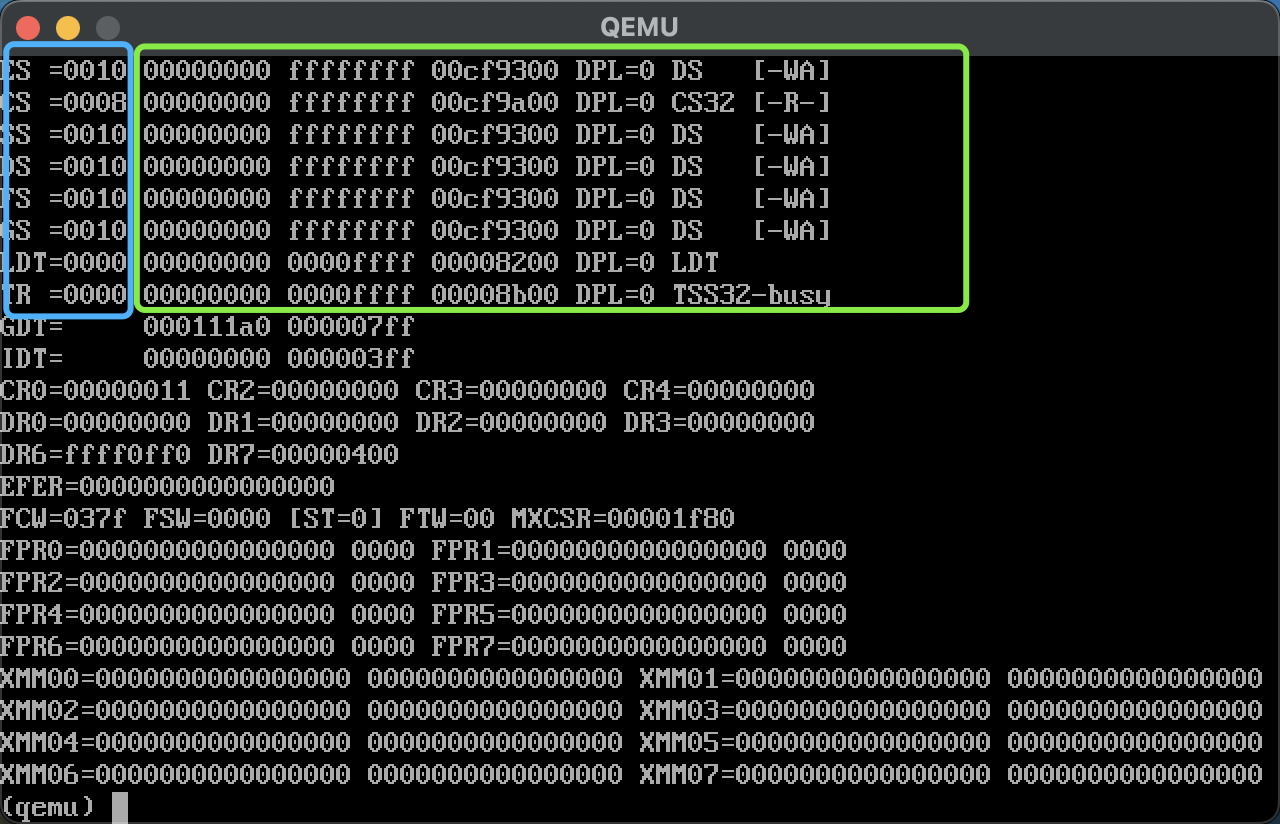 QEMU
ES =0010 00000000 ffffffff 00cf9300 DPL=0 DS   [-WA]
CS =0008 00000000 ffffffff 00cf9a00 DPL=0 CS32 [-R-]
SS =0010 00000000 ffffffff 00cf9300 DPL=0 DS   [-WA]
DS =0010 00000000 ffffffff 00cf9300 DPL=0 DS   [-WA]
FS =0010 00000000 ffffffff 00cf9300 DPL=0 DS   [-WA]
GS =0010 00000000 ffffffff 00cf9300 DPL=0 DS   [-WA]
LDT=0000 00000000 0000ffff 00008200 DPL=0 LDT
TR =0000 00000000 0000ffff 00008b00 DPL=0 TSS32-busy
GDT=     000111a0 000007ff
IDT=     00000000 000003ff
CR0=00000011 CR2=00000000 CR3=00000000 CR4=00000000
DR0=00000000 DR1=00000000 DR2=00000000 DR3=00000000
DR6=ffff0ff0 DR7=00000400
EFER=0000000000000000
FCW=037f FSW=0000 [ST=0] FTW=00 MXCSR=00001f80
FPR0=0000000000000000 0000 FPR1=0000000000000000 0000
FPR2=0000000000000000 0000 FPR3=0000000000000000 0000
FPR4=0000000000000000 0000 FPR5=0000000000000000 0000
FPR6=0000000000000000 0000 FPR7=0000000000000000 0000
XMM00=0000000000000000 0000000000000000 XMM01=0000000000000000 0000000000000000
XMM02=0000000000000000 0000000000000000 XMM03=0000000000000000 0000000000000000
XMM04=0000000000000000 0000000000000000 XMM05=0000000000000000 0000000000000000
XMM06=0000000000000000 0000000000000000 XMM07=0000000000000000 0000000000000000
(qemu)